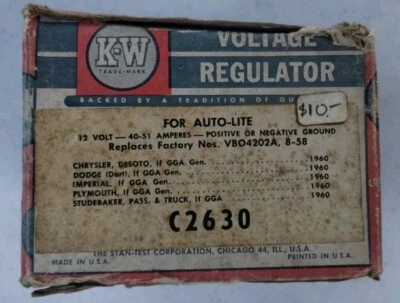 K&W
TRADE-MARK
VOLTAGE
REGULATOR
BACKED BY A TRADITION OF
$10.-
FOR AUTO-LITE
12 VOLT — 40-51 AMPERES — POSITIVE OR NEGATIVE GROUND
Replaces Factory Nos. VBO4202A, 8-58
CHRYSLER, DESOTO, If GGA Gen. 1960
DODGE (Dart), If GGA Gen. 1960
IMPERIAL, If GGA Gen. 1960
PLYMOUTH, If GGA Gen. 1960
STUDEBAKER, PASS, & TRUCK, If GGA 1960
C2630
THE STAN-TEST CORPORATION, CHICAGO 44, ILL., U.S.A.
MADE IN U.S.A. PRINTED IN U.S.A.